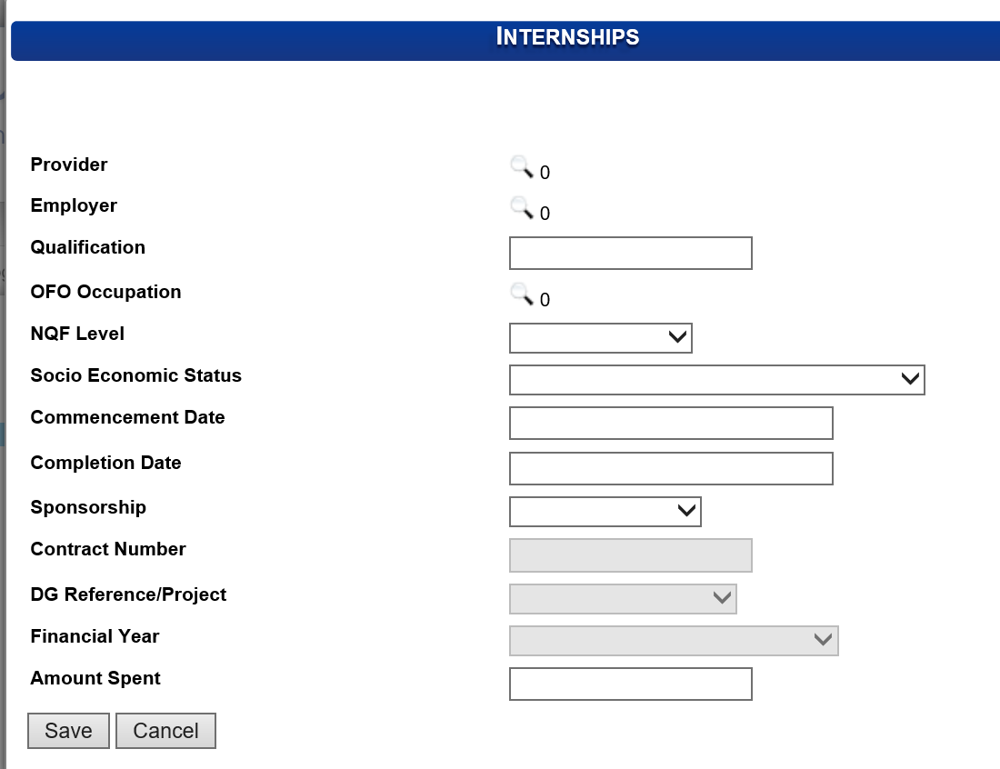 INTERNSHIPS
Provider 0
Employer 0
Qualification
OFO Occupation 0
NQF Level
Socio Economic Status
Commencement Date
Completion Date
Sponsorship
Contract Number
DG Reference/Project
Financial Year
Amount Spent
Save Cancel